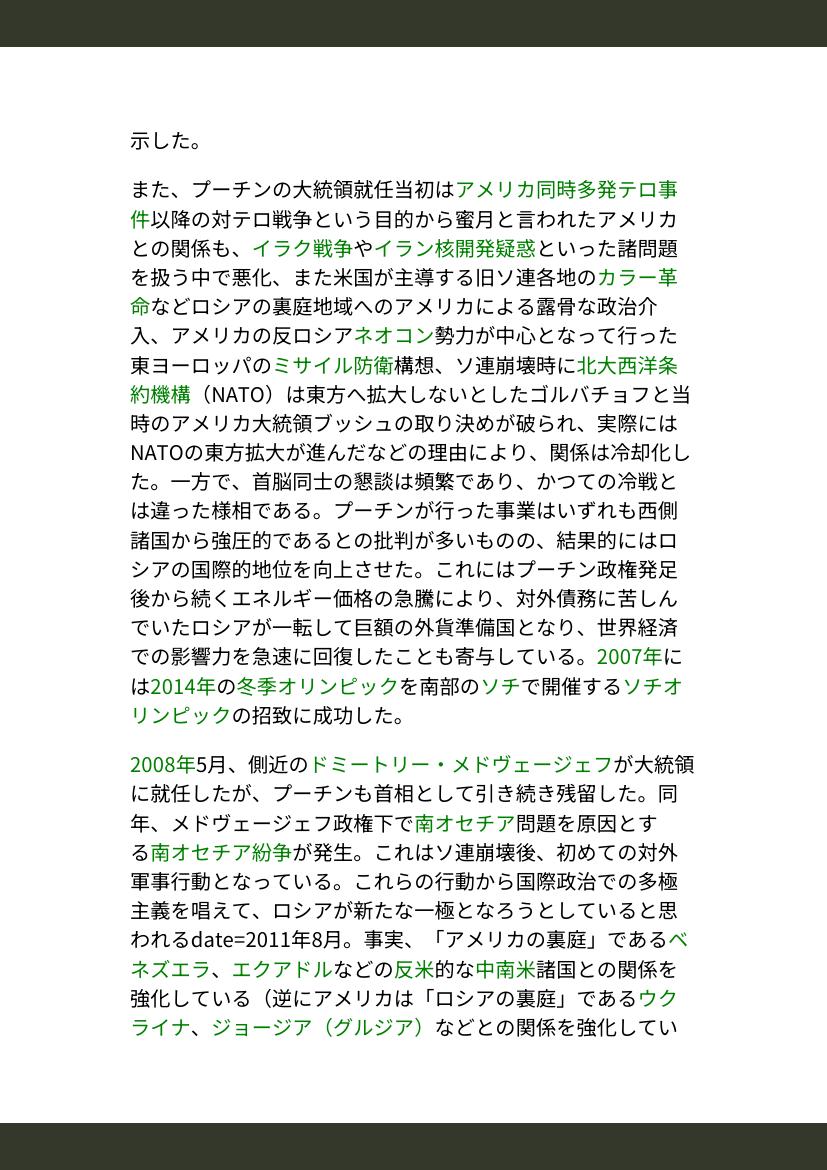 示した。
また、プーチンの大統領就任当初はアメリカ同時多発テロ事
件以降の対テロ戦争という目的から蜜月と言われたアメリカ
との関係も、イラク戦争やイラン核開発疑惑といった諸問題
を扱う中で悪化、また米国が主導する旧ソ連各地のカラー革
命などロシアの裏庭地域へのアメリカによる露骨な政治介
入、アメリカの反ロシアネオコン勢力が中心となって行った
東ヨーロッパのミサイル防衛構想、ソ連崩壊時に北大西洋条
約機構（NATO）は東方へ拡大しないとしたゴルバチョフと当
時のアメリカ大統領ブッシュの取り決めが破られ、実際には
NATOの東方拡大が進んだなどの理由により、関係は冷却化し
た。一方で、首脳同士の懇談は頻繁であり、かつての冷戦と
は違った様相である。プーチンが行った事業はいずれも西側
諸国から強圧的であるとの批判が多いものの、結果的にはロ
シアの国際的地位を向上させた。これにはプーチン政権発足
後から続くエネルギー価格の急騰により、対外債務に苦しん
でいたロシアが一転して巨額の外貨準備国となり、世界経済
での影響力を急速に回復したことも寄与している。2007年に
は2014年の冬季オリンピックを南部のソチで開催するソチオ
リンピックの招致に成功した。
2008年5月、側近のドミートリー・メドヴェージェフが大統領
に就任したが、プーチンも首相として引き続き残留した。同
年、メドヴェージェフ政権下で南オセチア問題を原因とす
る南オセチア紛争が発生。これはソ連崩壊後、初めての対外
軍事行動となっている。これらの行動から国際政治での多極
主義を唱えて、ロシアが新たな一極となろうとしていると思
われるdate=2011年8月。事実、「アメリカの裏庭」であるベ
ネズエラ、エクアドルなどの反米的な中南米諸国との関係を
強化している（逆にアメリカは「ロシアの裏庭」であるウク
ライナ、ジョージア（グルジア）などとの関係を強化してい